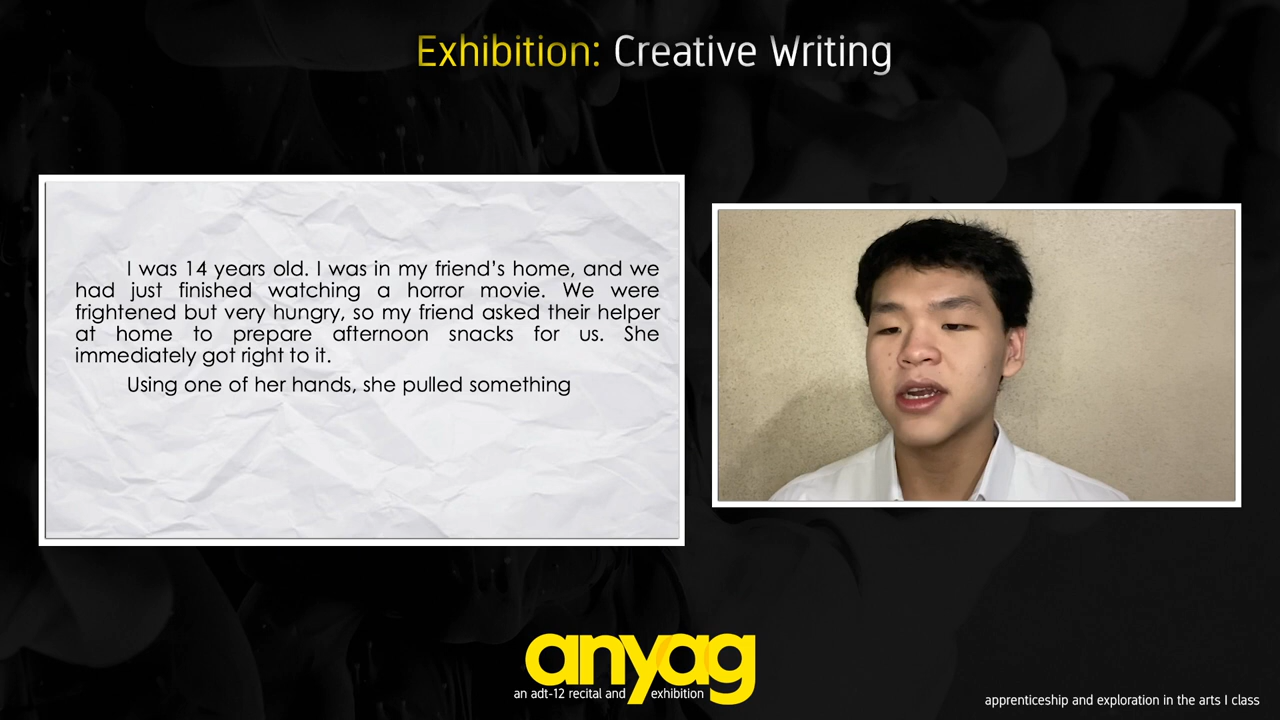 Exhibition: Creative Writing
I was 14 years old. I was in my friend’s home, and we
had just finished watching a horror movie. We were
frightened but very hungry, so my friend asked their helper
at home to prepare afternoon snacks for us. She
immediately got right to it.
Using one of her hands, she pulled something
anyag
an adt-12 recital and exhibition
apprenticeship and exploration in the arts I class